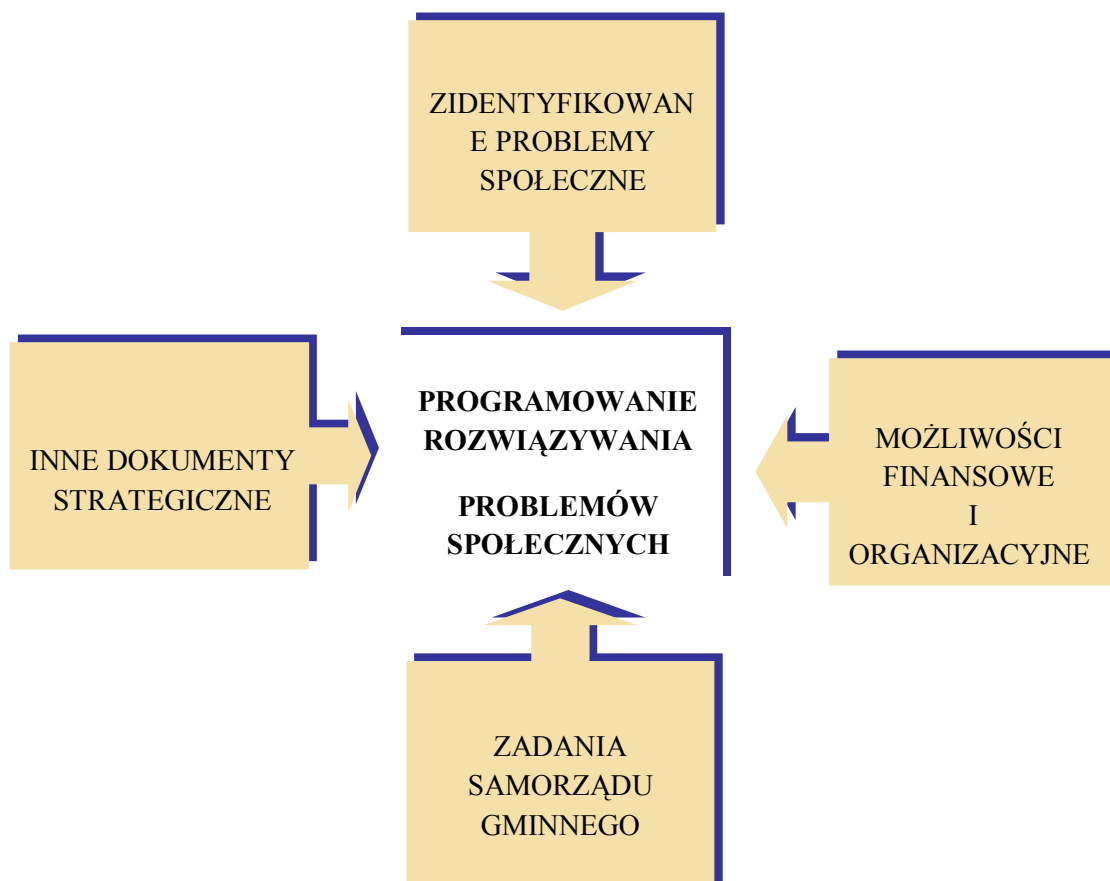 ZIDENTYFIKOWAN
E PROBLEMY
SPOŁECZNE
INNE DOKUMENTY
STRATEGICZNE
PROGRAMOWANIE
ROZWIĄZYWANIA
PROBLEMÓW
SPOŁECZNYCH
MOŻLIWOŚCI
FINANSOWE
I
ORGANIZACYJNE
ZADANIA
SAMORZĄDU
GMINNEGO